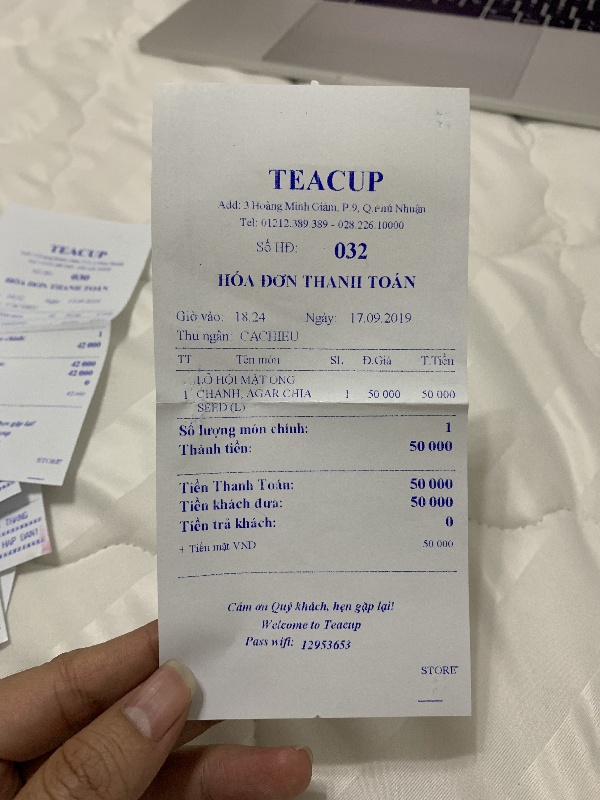 TEACUP
Add: 3 Hoàng Minh Giám, P.9, Q.Phú Nhuận
Tel: 01212.389.389 - 028.226.10000
Số HĐ: 032
HÓA ĐƠN THANH TOÁN
Giờ vào: 18.24 Ngày: 17.09.2019
Thu ngân: CACHIEU
TT Tên món SL Đ.Giá T.Tiền
LÔ HỘI MẬT ONG
1 CHANH, AGAR CHIA 1 50 000 50 000
SEED (L)
Số lượng món chính: 1
Thành tiền: 50 000
Tiền Thanh Toán: 50 000
Tiền khách đưa: 50 000
Tiền trả khách: 0
+ Tiền mặt VND 50 000
Cảm ơn Quý khách, hẹn gặp lại!
Welcome to Teacup
Pass wifi: 12953653
STORE
TEACUP
030
HÓA ĐƠN THANH TOÁN
1
42 000
42 000
42 000
0
42 000
STORE